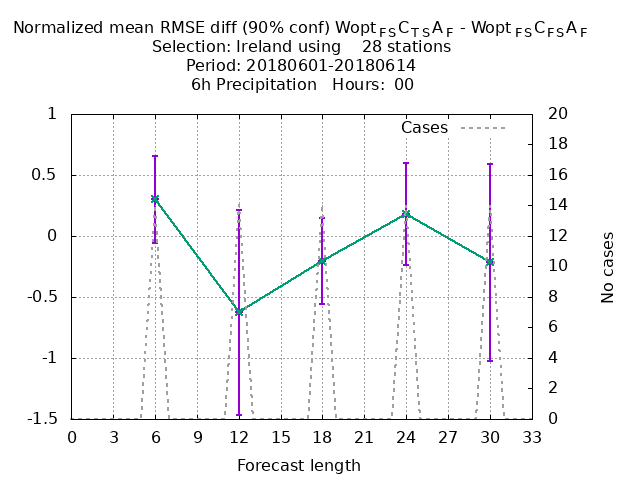 Normalized mean RMSE diff (90% conf) Wopt FS C TS A F - Wopt FS C FS A F
Selection: Ireland using 28 stations
Period: 20180601-20180614
6h Precipitation Hours: 00
Cases
1
0.5
0
-0.5
-1
-1.5
20
18
16
14
12
10
8
6
4
2
0
No cases
0 3 6 9 12 15 18 21 24 27 30 33
Forecast length